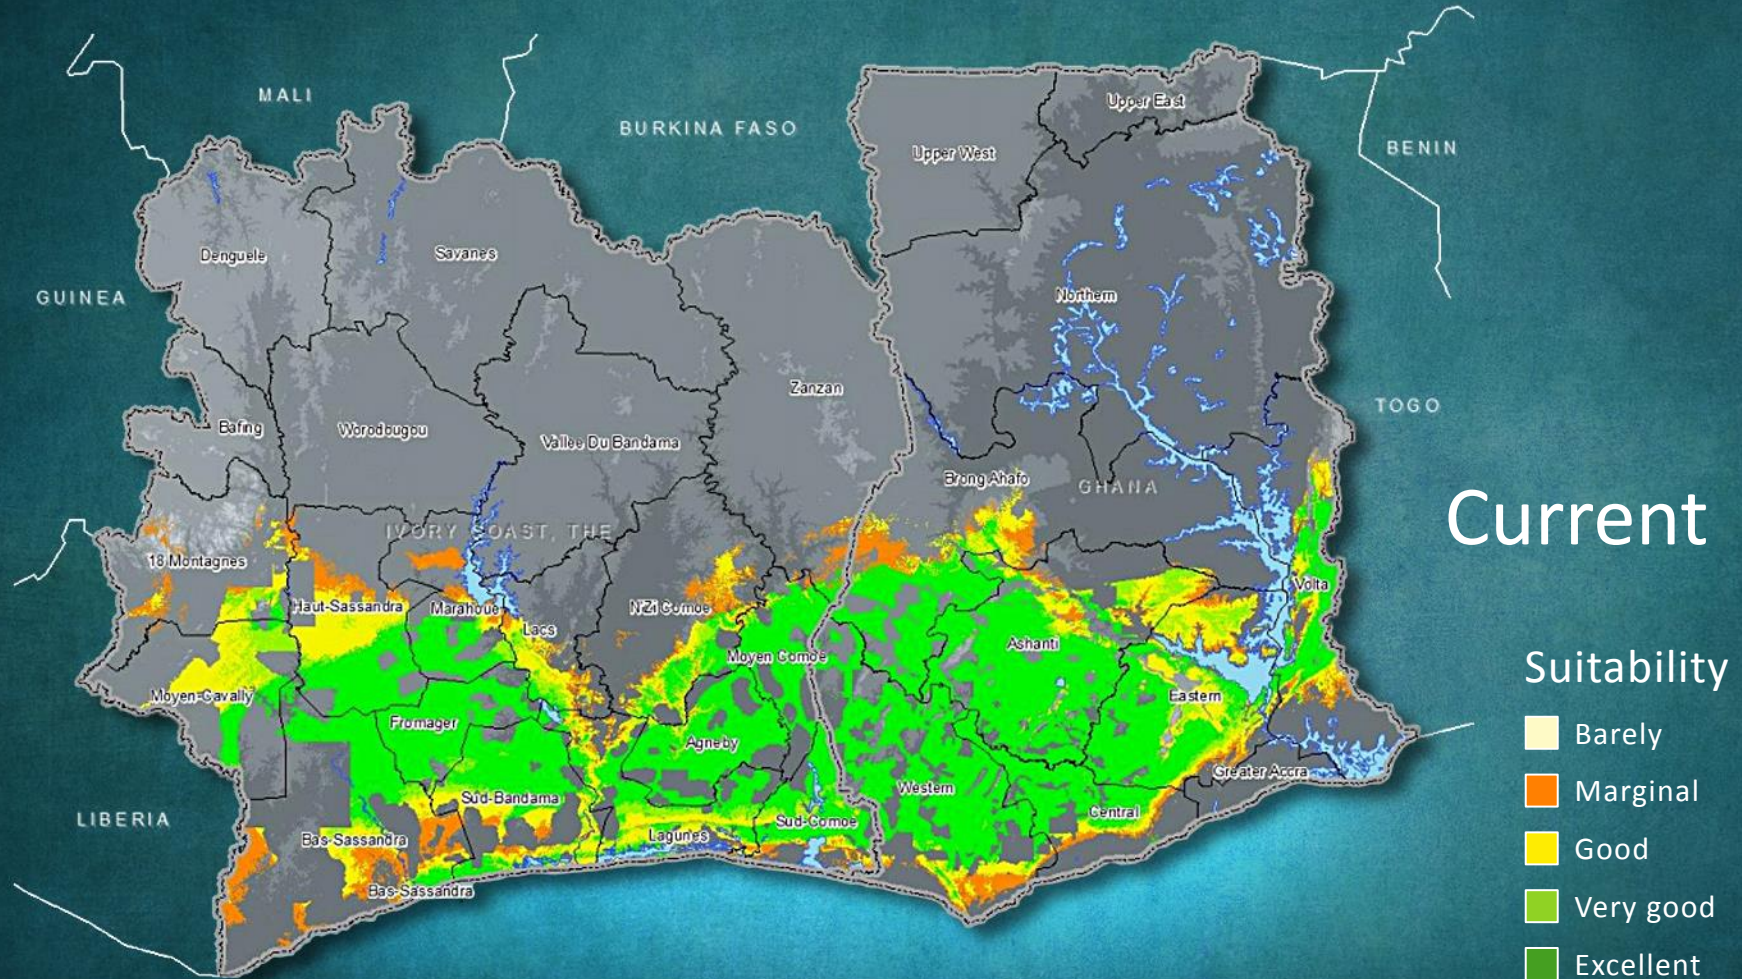 MALI
BURKINA FASO
Upper East
Upper West
BENIN
Denguele
Savanes
GUINEA
Northern
Zanzan
TOGO
Bafing
Worodougou
Vallee Du Bandama
Brong Ahafo
GHANA
Current
IVORY COAST, THE
18 Montagnes
Volta
Haut-Sassandra
Marahoue
N'Zi Comoe
Lacs
Ashanti
Moyen Comoe
Suitability
Moyen-Cavally
Eastern
Fromager
Barely
Agneby
Greater Accra
Western
Marginal
Sud-Bandama
Central
LIBERIA
Sud-Comoe
Lagunes
Bas-Sassandra
Good
Bas-Sassandra
Very good
Excellent